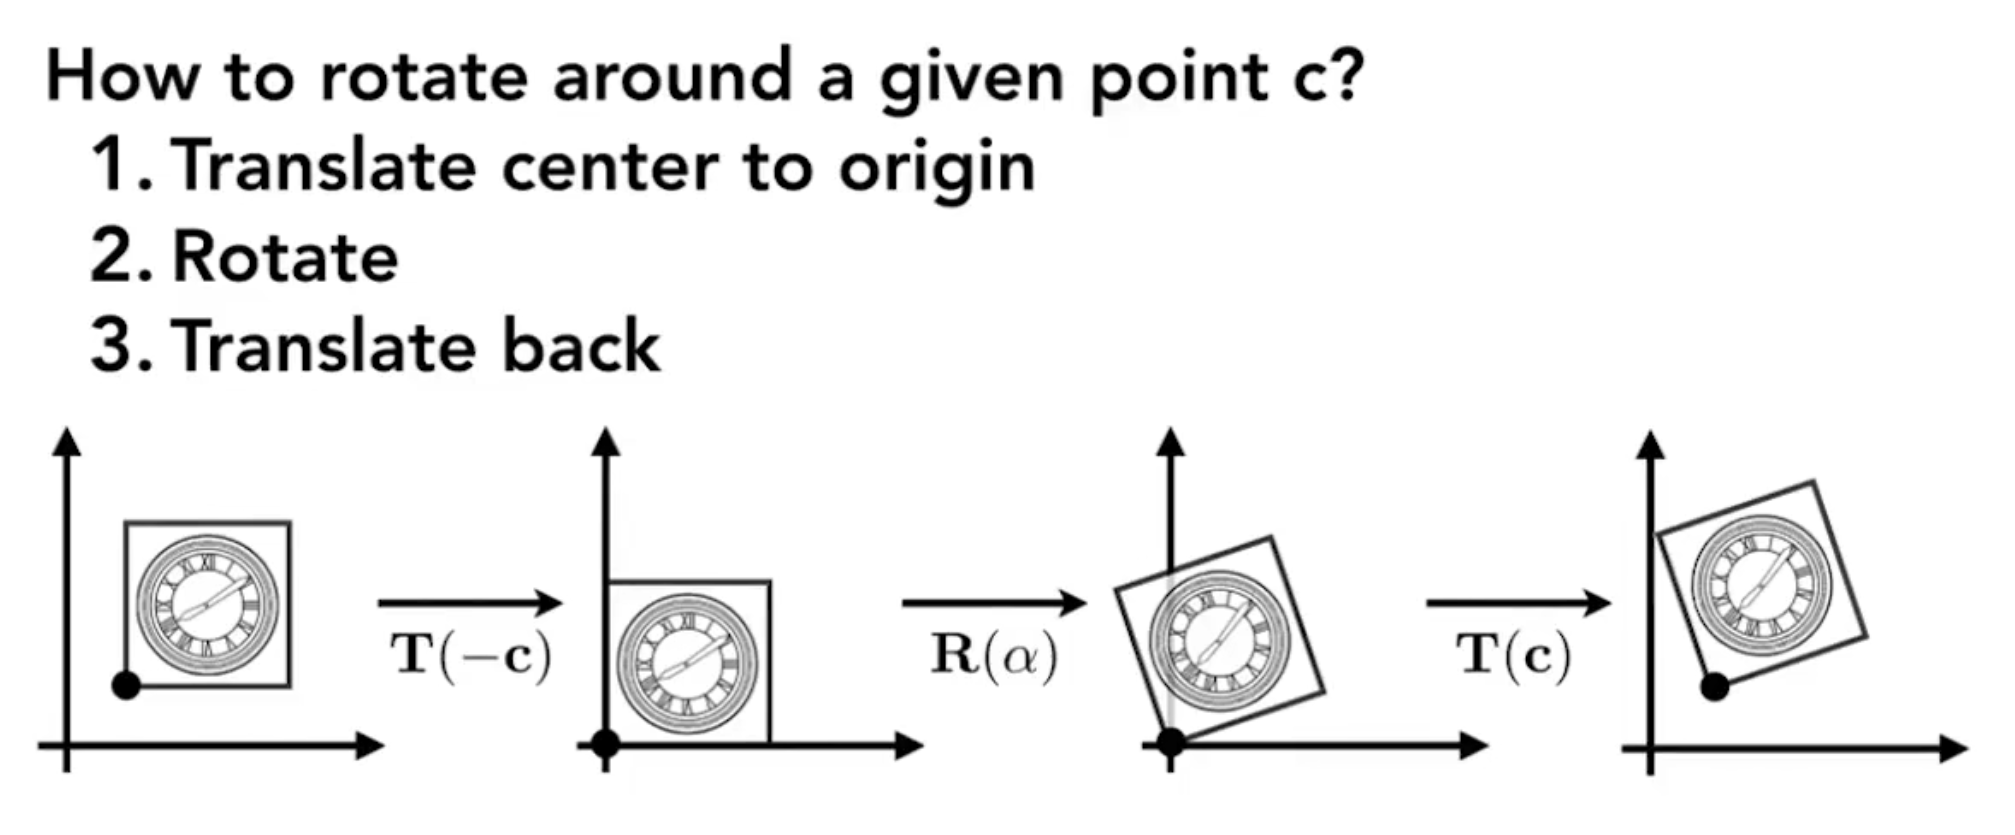 How to rotate around a given point c?
1. Translate center to origin
2. Rotate
3. Translate back
T(−c)
R(α)
T(c)